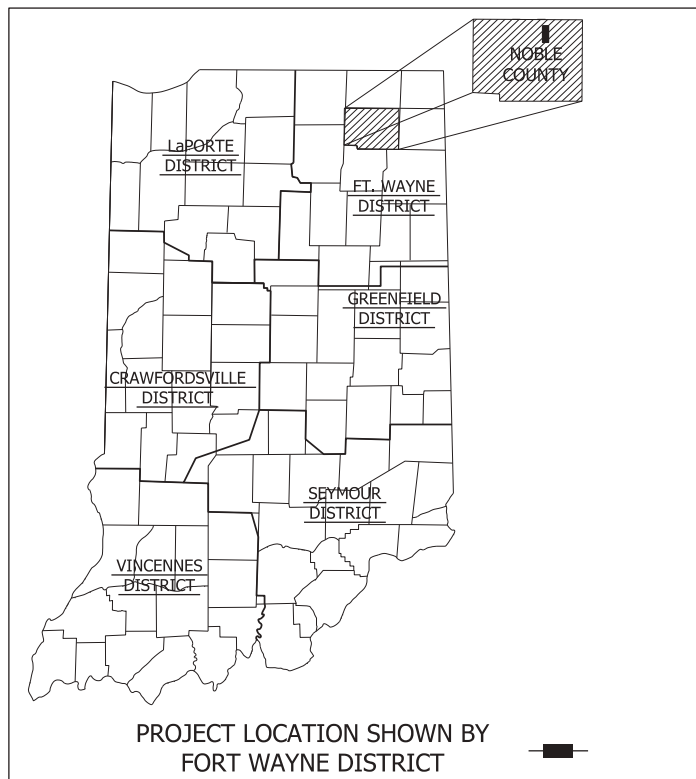 NOBLE
COUNTY
LaPORTE
DISTRICT
FT. WAYNE
DISTRICT
GREENFIELD
DISTRICT
CRAWFORDSVILLE
DISTRICT
SEYMOUR
DISTRICT
VINCENNES
DISTRICT
PROJECT LOCATION SHOWN BY
FORT WAYNE DISTRICT